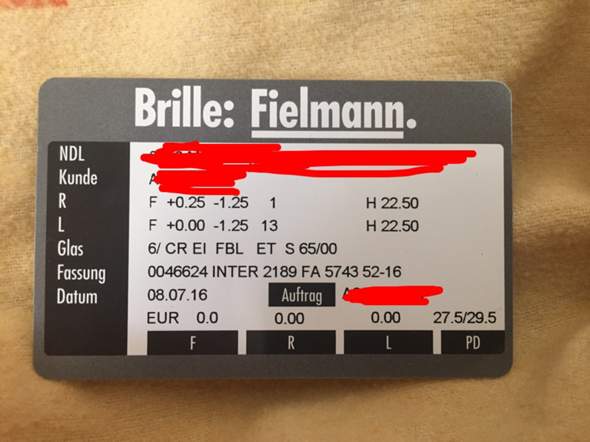 Brille: Fielmann.
NDL
Kunde
R F +0.25 -1.25 1 H 22.50
L F +0.00 -1.25 13 H 22.50
Glas 6/ CR EI FBL ET S 65/00
Fassung 0046624 INTER 2189 FA 5743 52-16
Datum 08.07.16 Auftrag
EUR 0.0 0.00 0.00 27.5/29.5
F R L PD